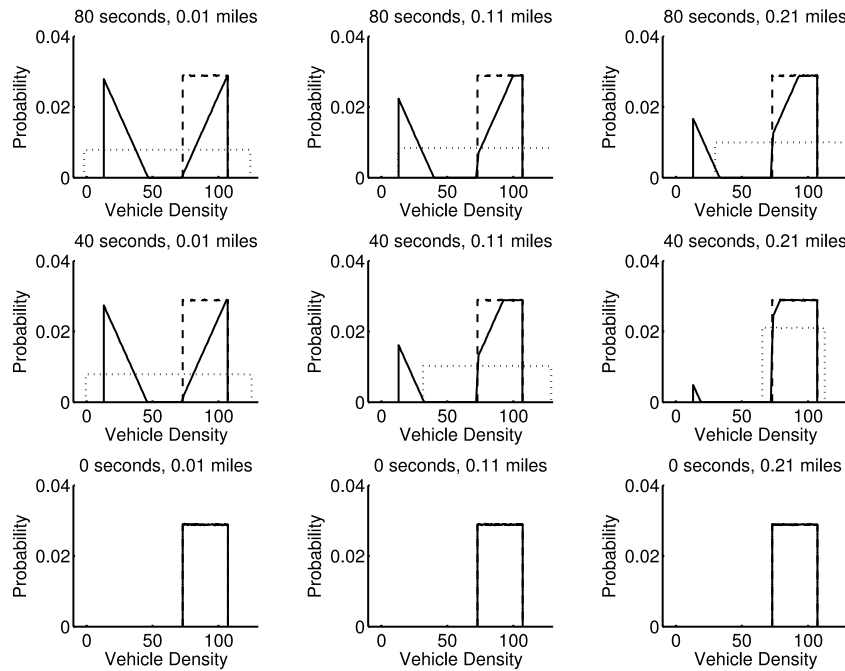 80 seconds, 0.01 miles
0.04
0.02
0
Probability
0 50 100
Vehicle Density
80 seconds, 0.11 miles
0.04
0.02
0
Probability
0 50 100
Vehicle Density
80 seconds, 0.21 miles
0.04
0.02
0
Probability
0 50 100
Vehicle Density
40 seconds, 0.01 miles
0.04
0.02
0
Probability
0 50 100
Vehicle Density
40 seconds, 0.11 miles
0.04
0.02
0
Probability
0 50 100
Vehicle Density
40 seconds, 0.21 miles
0.04
0.02
0
Probability
0 50 100
Vehicle Density
0 seconds, 0.01 miles
0.04
0.02
0
Probability
0 50 100
Vehicle Density
0 seconds, 0.11 miles
0.04
0.02
0
Probability
0 50 100
Vehicle Density
0 seconds, 0.21 miles
0.04
0.02
0
Probability
0 50 100
Vehicle Density